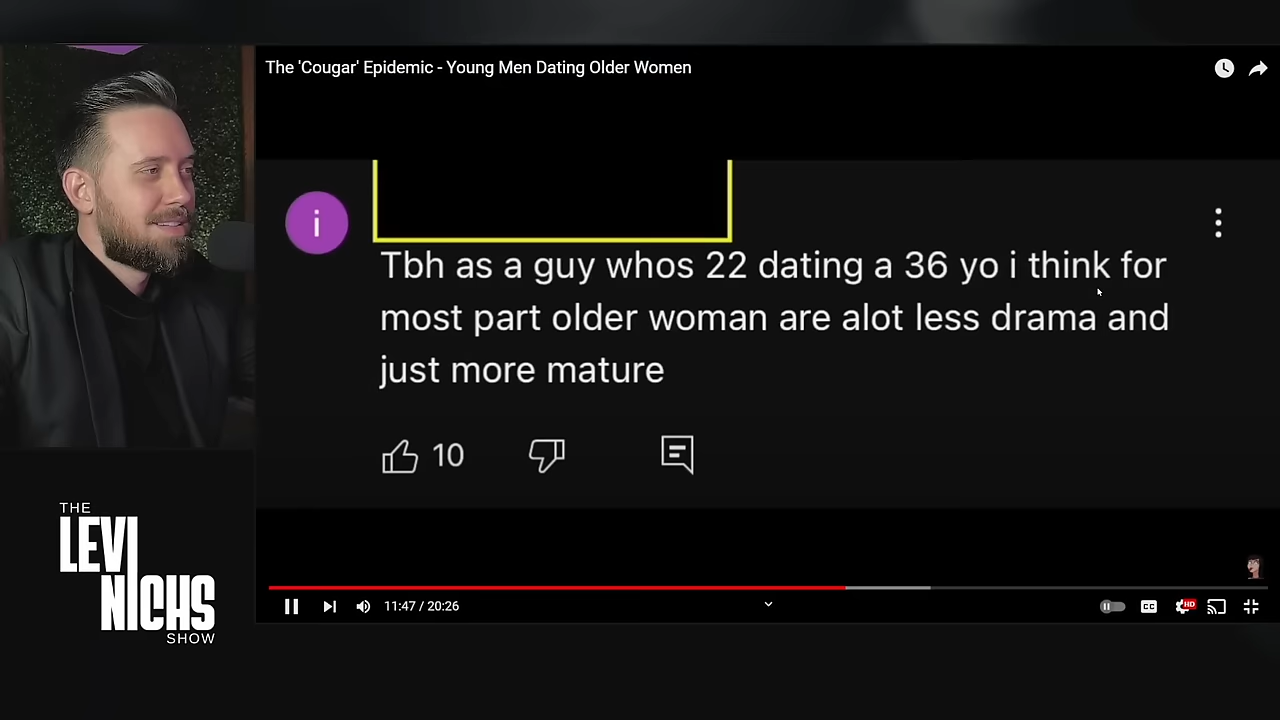 The 'Cougar' Epidemic - Young Men Dating Older Women
i
Tbh as a guy whos 22 dating a 36 yo i think for
most part older woman are alot less drama and
just more mature
10
THE
LEVI
NICHS
SHOW
11:47 / 20:26
CC
HD